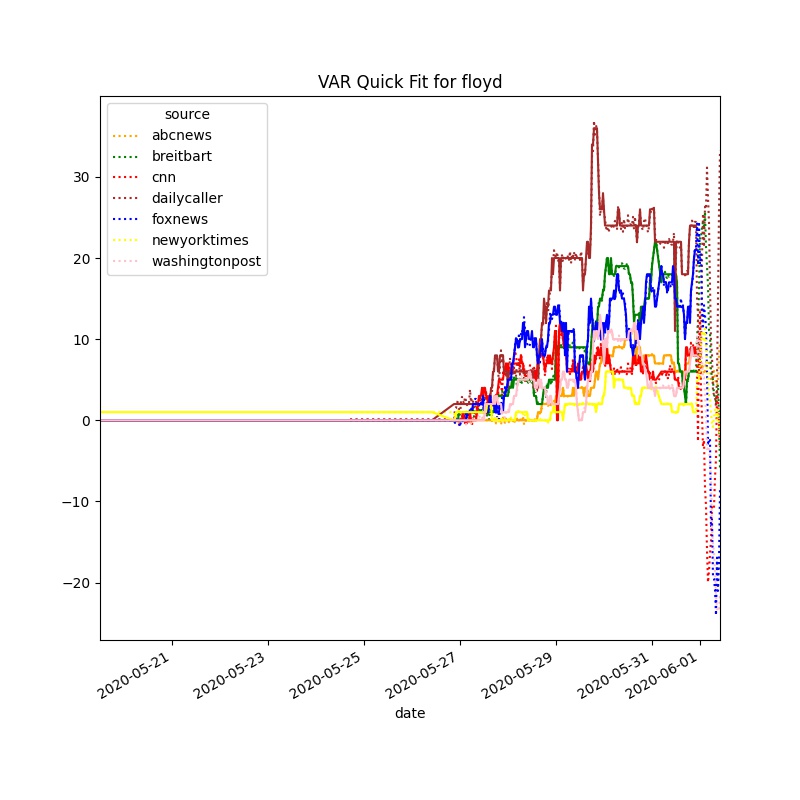 VAR Quick Fit for floyd
source
abcnews
breitbart
cnn
dailycaller
foxnews
newyorktimes
washingtonpost
30
20
10
0
−10
−20
2020-05-21
2020-05-23
2020-05-25
2020-05-27
2020-05-29
2020-05-31
2020-06-01
date